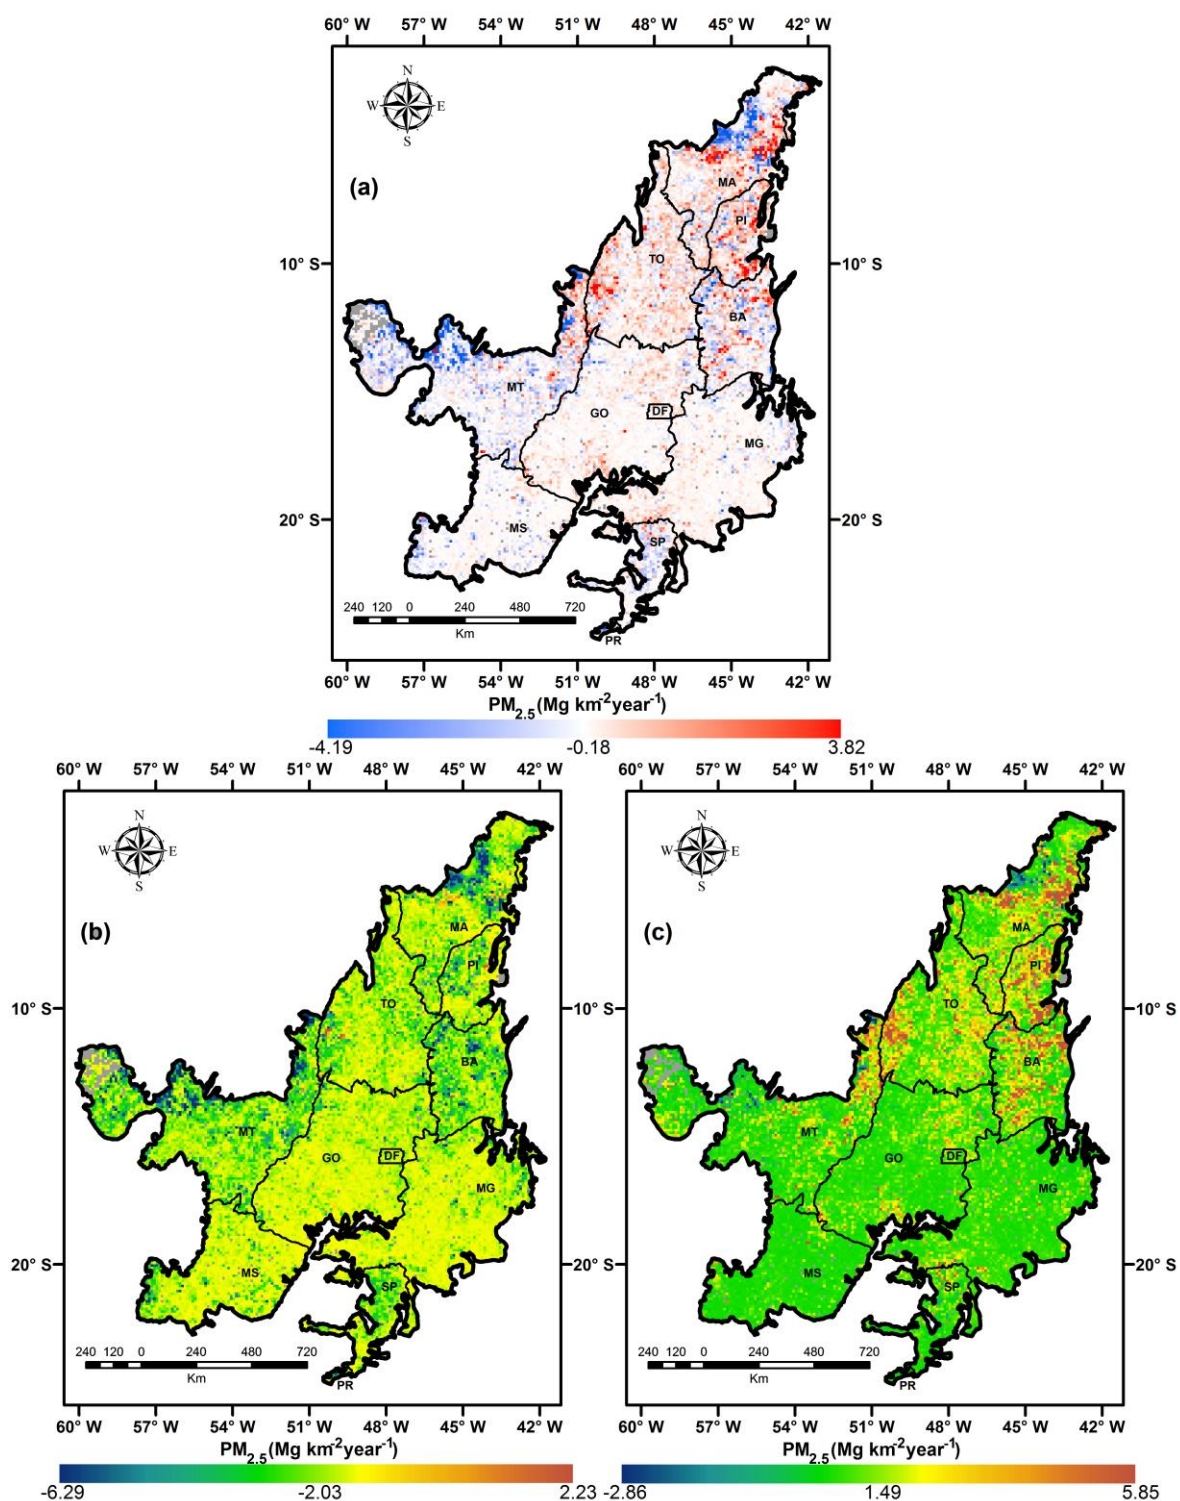 60° W 57° W 54° W 51° W 48° W 45° W 42° W
N
W E
S
(a)
MA
PI
TO
10° S 10° S
BA
MT
GO
DF
MG
20° S 20° S
MS
SP
240 120 0 240 480 720
Km
PR
60° W 57° W 54° W 51° W 48° W 45° W 42° W
PM2.5(Mg km-2year-1)
-4.19 -0.18 3.82
60° W 57° W 54° W 51° W 48° W 45° W 42° W
N
W E
S
(b)
MA
PI
TO
10° S
BA
MT
GO
DF
MG
20° S
MS
SP
240 120 0 240 480 720
Km
PR
60° W 57° W 54° W 51° W 48° W 45° W 42° W
PM2.5(Mg km-2year-1)
-6.29 -2.03 2.23
60° W 57° W 54° W 51° W 48° W 45° W 42° W
N
W E
S
(c)
MA
PI
TO
10° S
BA
MT
GO
DF
MG
20° S
MS
SP
240 120 0 240 480 720
Km
PR
60° W 57° W 54° W 51° W 48° W 45° W 42° W
PM2.5(Mg km-2year-1)
-2.86 1.49 5.85